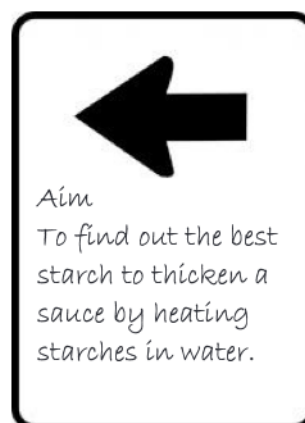 Aim
To find out the best
starch to thicken a
sauce by heating
starches in water.